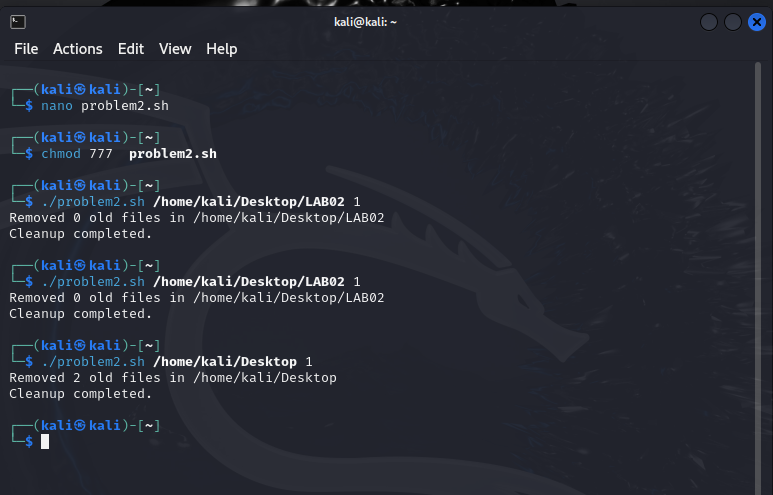 kali@kali: ~
File Actions Edit View Help
┌──(kali㉿kali)-[~]
└─$ nano problem2.sh
┌──(kali㉿kali)-[~]
└─$ chmod 777  problem2.sh
┌──(kali㉿kali)-[~]
└─$ ./problem2.sh /home/kali/Desktop/LAB02 1
Removed 0 old files in /home/kali/Desktop/LAB02
Cleanup completed.
┌──(kali㉿kali)-[~]
└─$ ./problem2.sh /home/kali/Desktop/LAB02 1
Removed 0 old files in /home/kali/Desktop/LAB02
Cleanup completed.
┌──(kali㉿kali)-[~]
└─$ ./problem2.sh /home/kali/Desktop 1
Removed 2 old files in /home/kali/Desktop
Cleanup completed.
┌──(kali㉿kali)-[~]
└─$